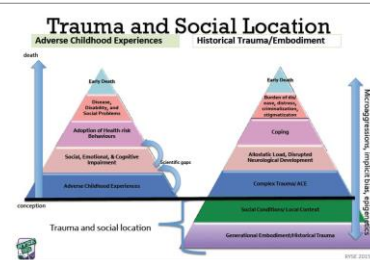 Trauma and Social Location
Adverse Childhood Experiences
Historical Trauma/Embodiment
death
Early Death
Disease,
Disability, and
Social Problems
Adoption of Health-risk
Behaviours
Social, Emotional, & Cognitive
Impairment
Adverse Childhood Experiences
Scientific gaps
conception
Early
Death
Burden of dis-
ease, distress,
criminalization,
stigmatization
Coping
Allostatic Load, Disrupted
Neurological Development
Complex Trauma/ ACE
Social Conditions/Local Context
Generational Embodiment/Historical Trauma
Microaggressions, implicit bias, epigenetics
Trauma and social location
RYSE